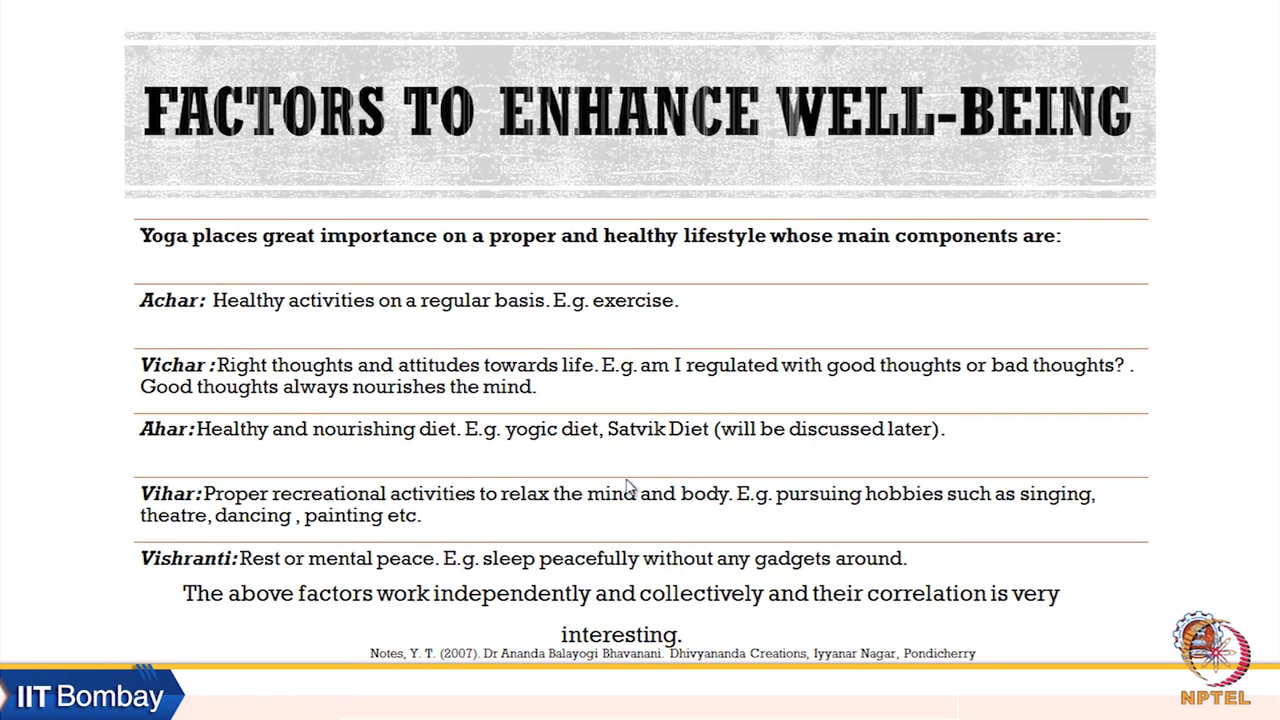 FACTORS TO ENHANCE WELL-BEING
Yoga places great importance on a proper and healthy lifestyle whose main components are:
Achar: Healthy activities on a regular basis. E.g. exercise.
Vichar : Right thoughts and attitudes towards life. E.g. am I regulated with good thoughts or bad thoughts? .
Good thoughts always nourishes the mind.
Ahar: Healthy and nourishing diet. E.g. yogic diet, Satvik Diet (will be discussed later).
Vihar: Proper recreational activities to relax the mind and body. E.g. pursuing hobbies such as singing,
theatre, dancing , painting etc.
Vishranti: Rest or mental peace. E.g. sleep peacefully without any gadgets around.
The above factors work independently and collectively and their correlation is very
interesting.
Notes, Y. T. (2007). Dr Ananda Balayogi Bhavanani. Dhivyananda Creations, Iyyanar Nagar, Pondicherry
IIT Bombay
NPTEL